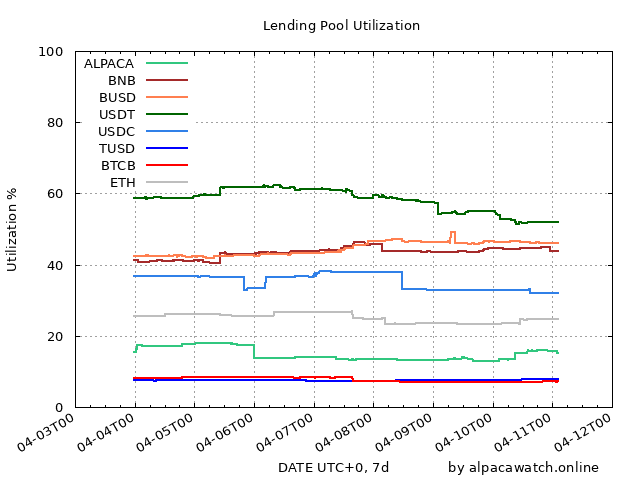 Lending Pool Utilization
Utilization %
100
80
60
40
20
0
ALPACA
BNB
BUSD
USDT
USDC
TUSD
BTCB
ETH
04-03T00
04-04T00
04-05T00
04-06T00
04-07T00
04-08T00
04-09T00
04-10T00
04-11T00
04-12T00
DATE UTC+0, 7d
by alpacawatch.online